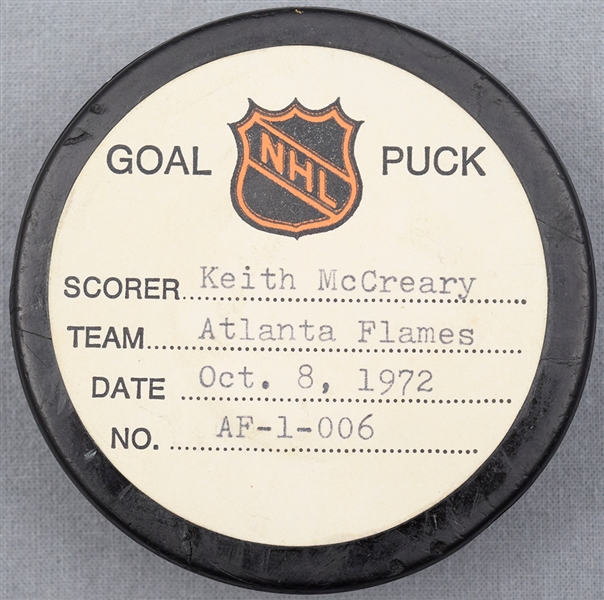 GOAL NHL PUCK
SCORER Keith McCreary
TEAM Atlanta Flames
DATE Oct. 8, 1972
NO. AF-1-006